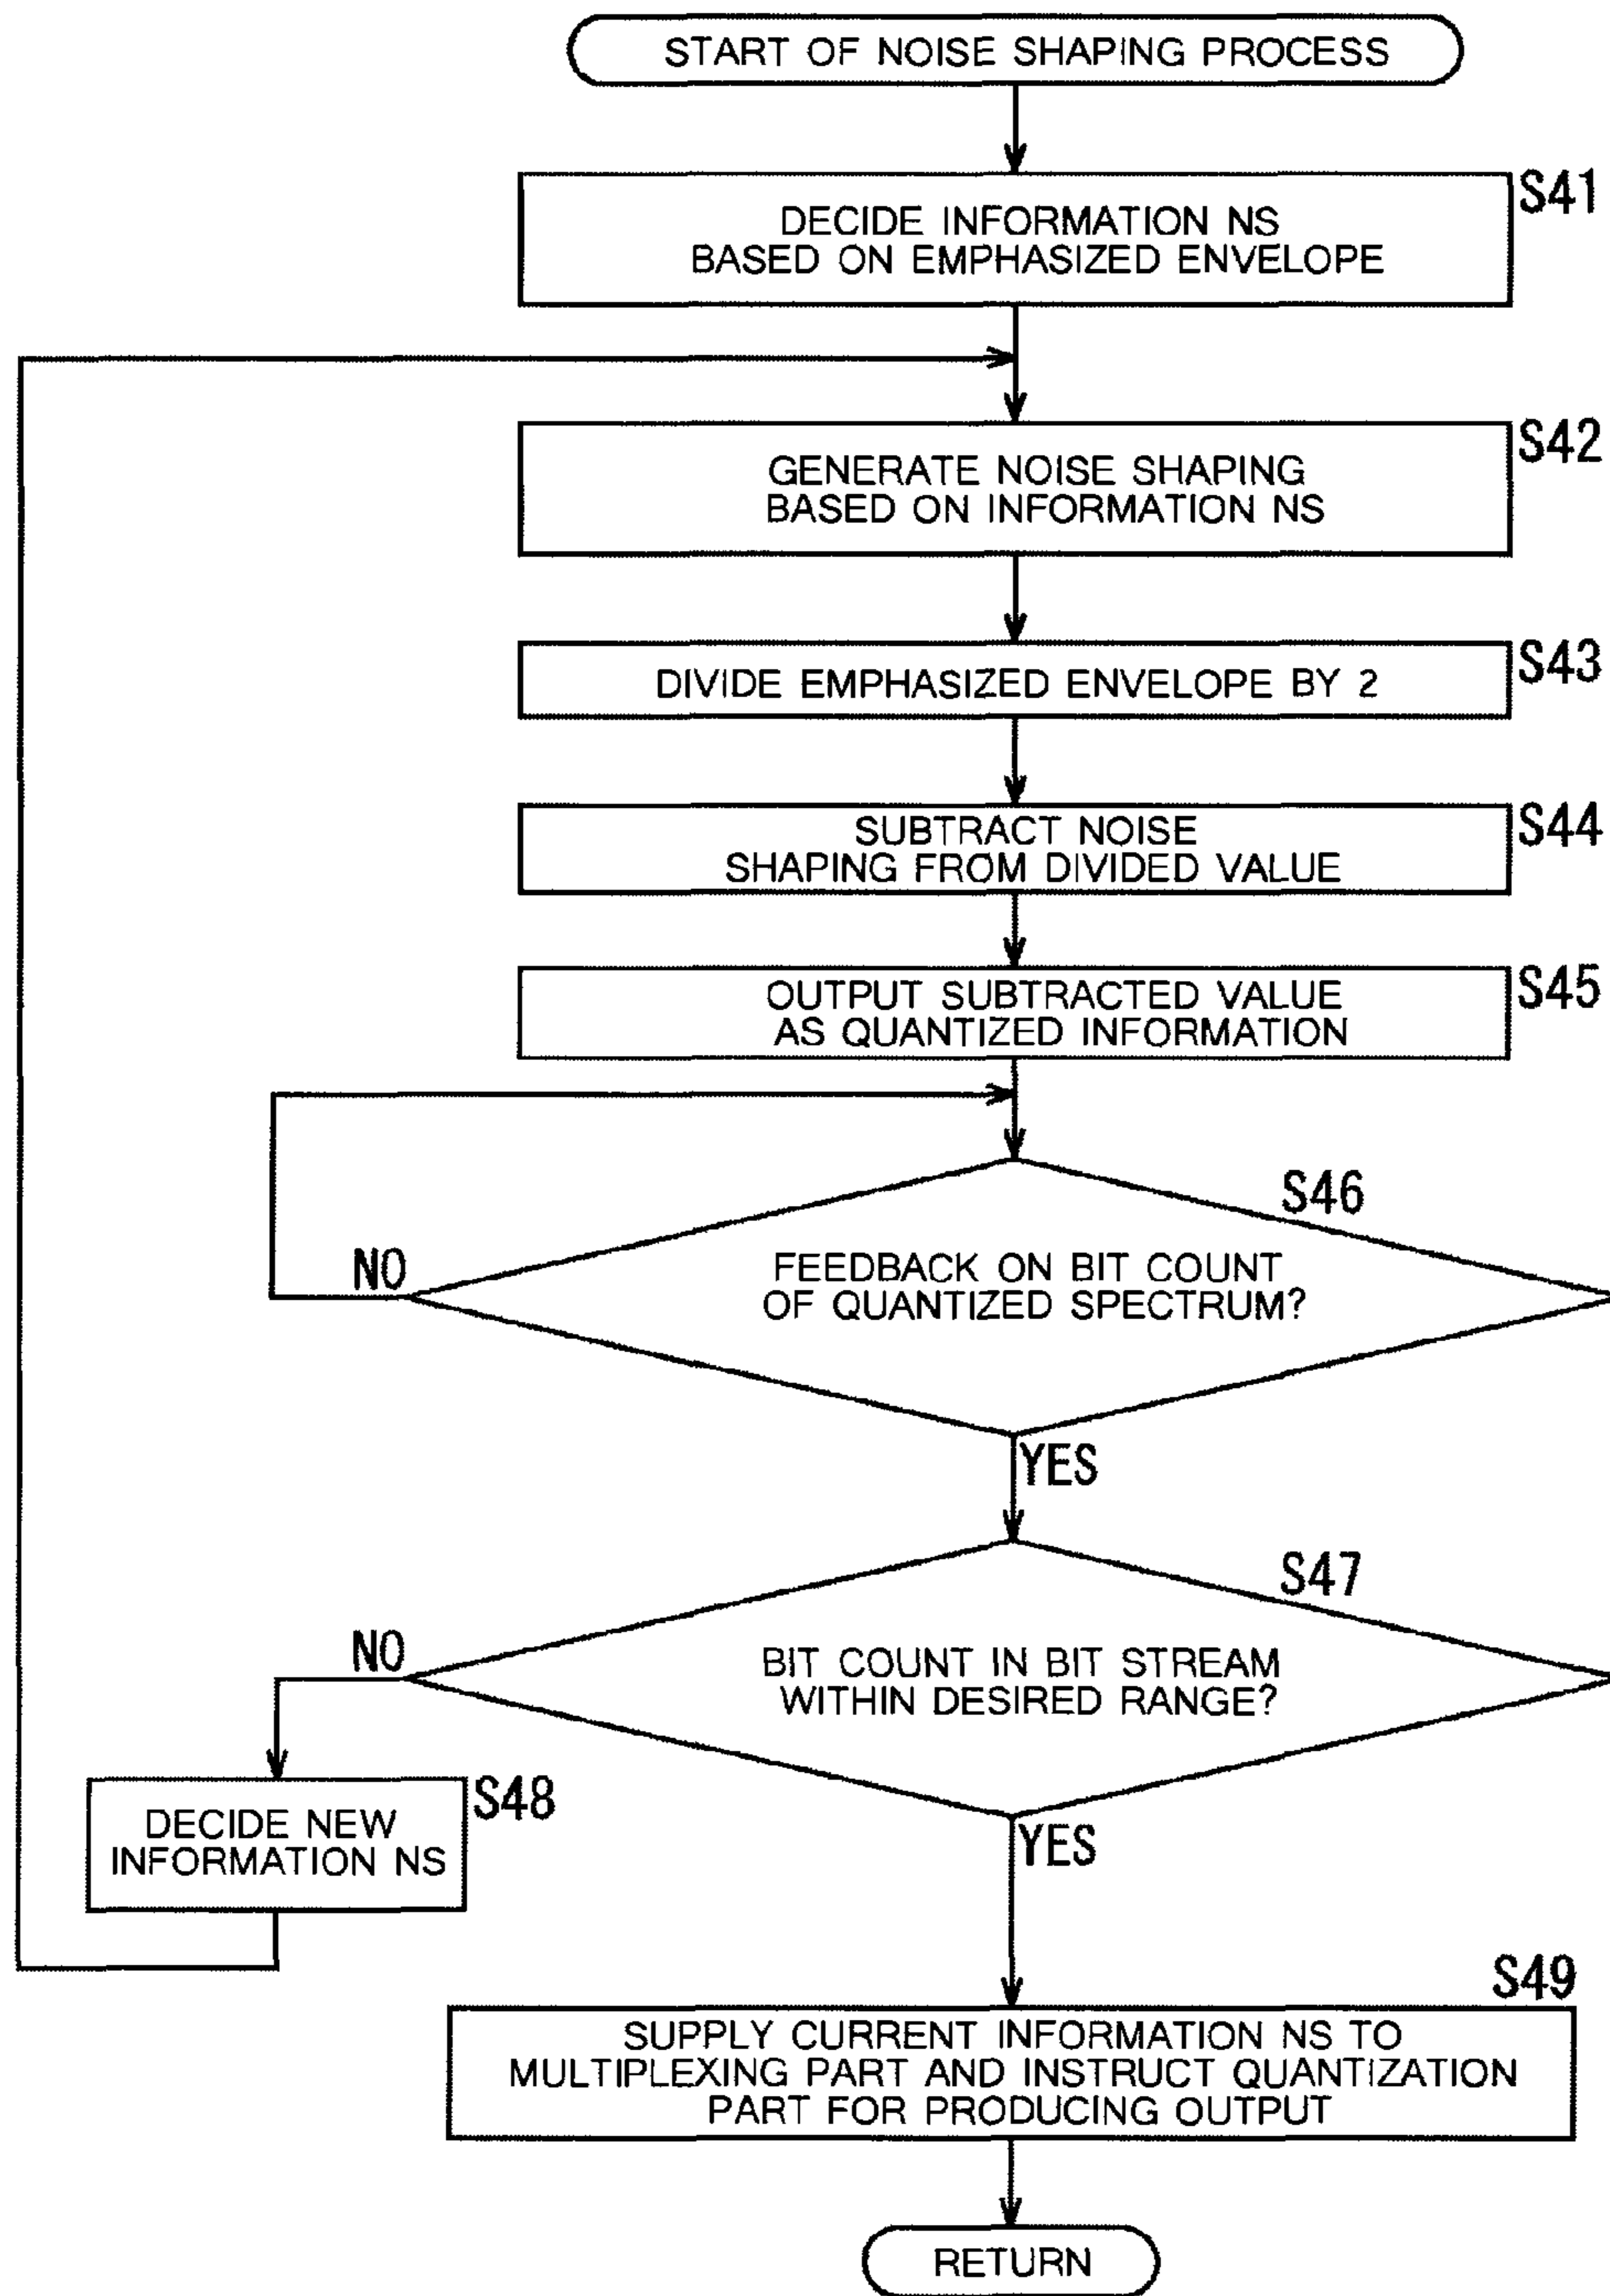 START OF NOISE SHAPING PROCESS
S41
DECIDE INFORMATION NS
BASED ON EMPHASIZED ENVELOPE
S42
GENERATE NOISE SHAPING
BASED ON INFORMATION NS
S43
DIVIDE EMPHASIZED ENVELOPE BY 2
S44
SUBTRACT NOISE
SHAPING FROM DIVIDED VALUE
S45
OUTPUT SUBTRACTED VALUE
AS QUANTIZED INFORMATION
S46
NO
FEEDBACK ON BIT COUNT
OF QUANTIZED SPECTRUM?
YES
S47
NO
BIT COUNT IN BIT STREAM
WITHIN DESIRED RANGE?
S48
DECIDE NEW
INFORMATION NS
YES
S49
SUPPLY CURRENT INFORMATION NS TO
MULTIPLEXING PART AND INSTRUCT QUANTIZATION
PART FOR PRODUCING OUTPUT
RETURN